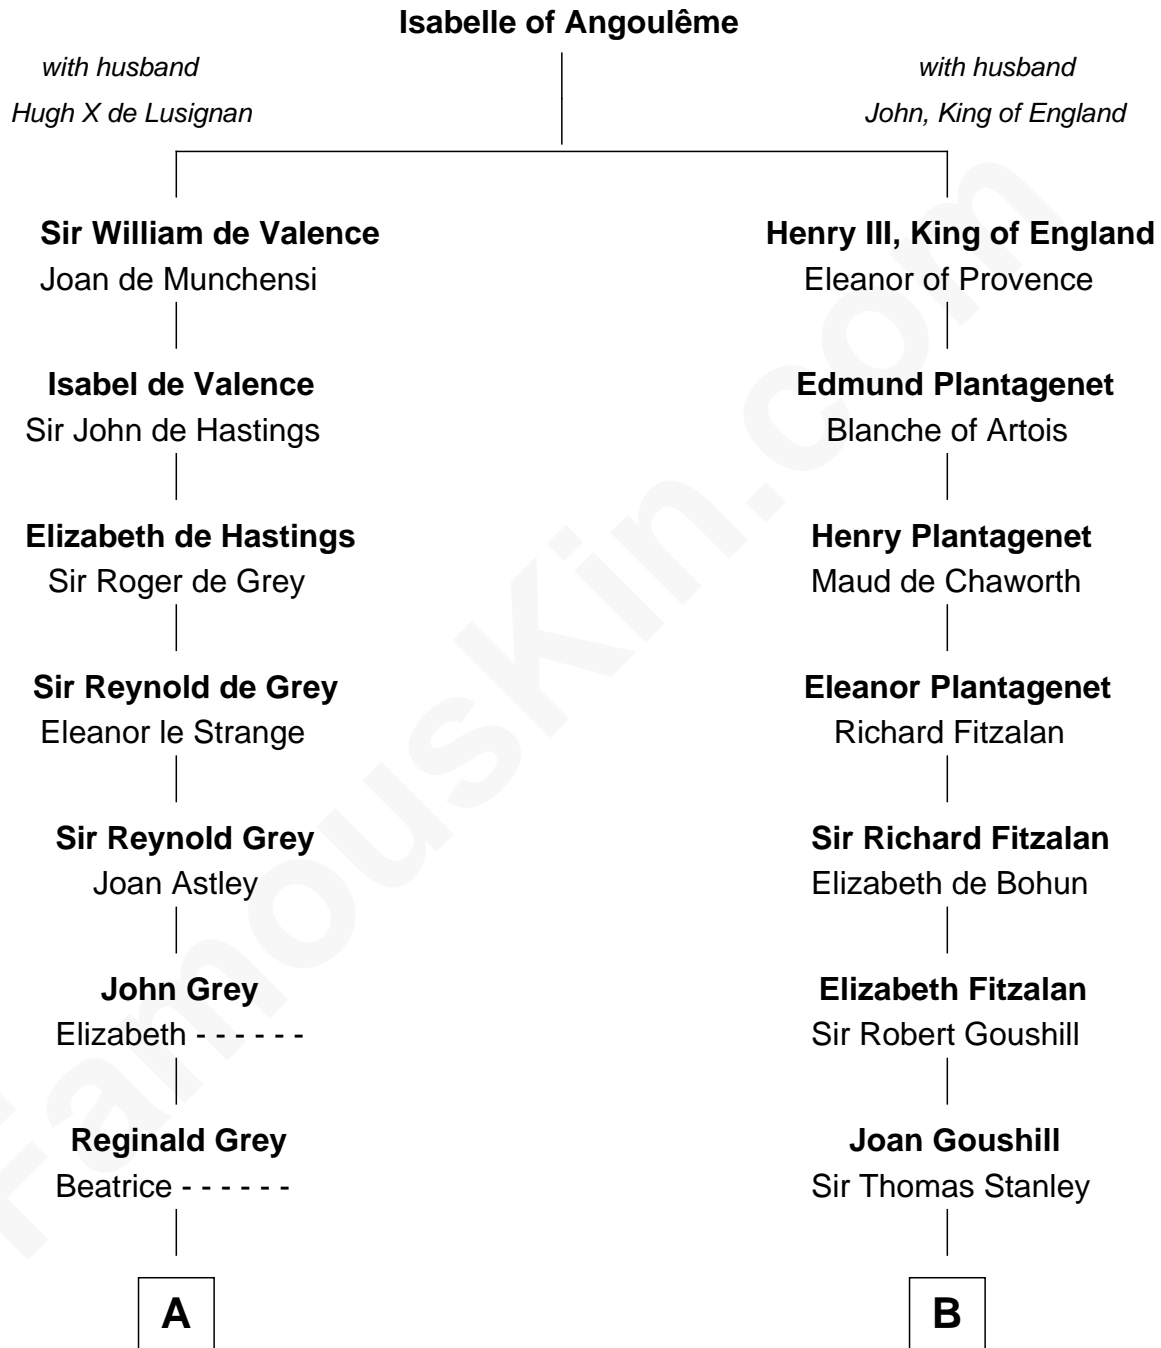 Isabelle of Angoulême
with husband
Hugh X de Lusignan
with husband
John, King of England
Sir William de Valence
Joan de Munchensi
Henry III, King of England
Eleanor of Provence
Isabel de Valence
Sir John de Hastings
Edmund Plantagenet
Blanche of Artois
Elizabeth de Hastings
Sir Roger de Grey
Henry Plantagenet
Maud de Chaworth
Sir Reynold de Grey
Eleanor le Strange
Eleanor Plantagenet
Richard Fitzalan
Sir Reynold Grey
Joan Astley
Sir Richard Fitzalan
Elizabeth de Bohun
John Grey
Elizabeth - - - - - -
Elizabeth Fitzalan
Sir Robert Goushill
Reginald Grey
Beatrice - - - - - -
Joan Goushill
Sir Thomas Stanley
A
B
FamousKin.com